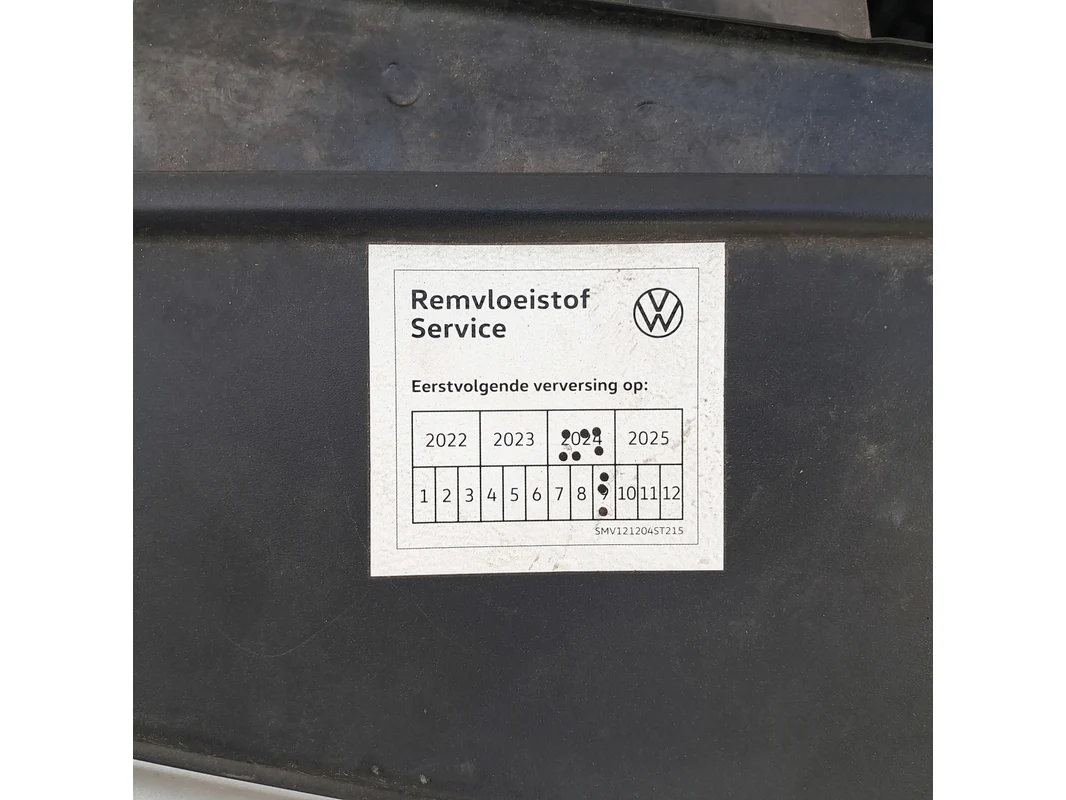 Remvloeistof
Service
Eerstvolgende verversing op:
2022 2023 2024 2025
1 2 3 4 5 6 7 8 9 10 11 12
SMV121204ST215